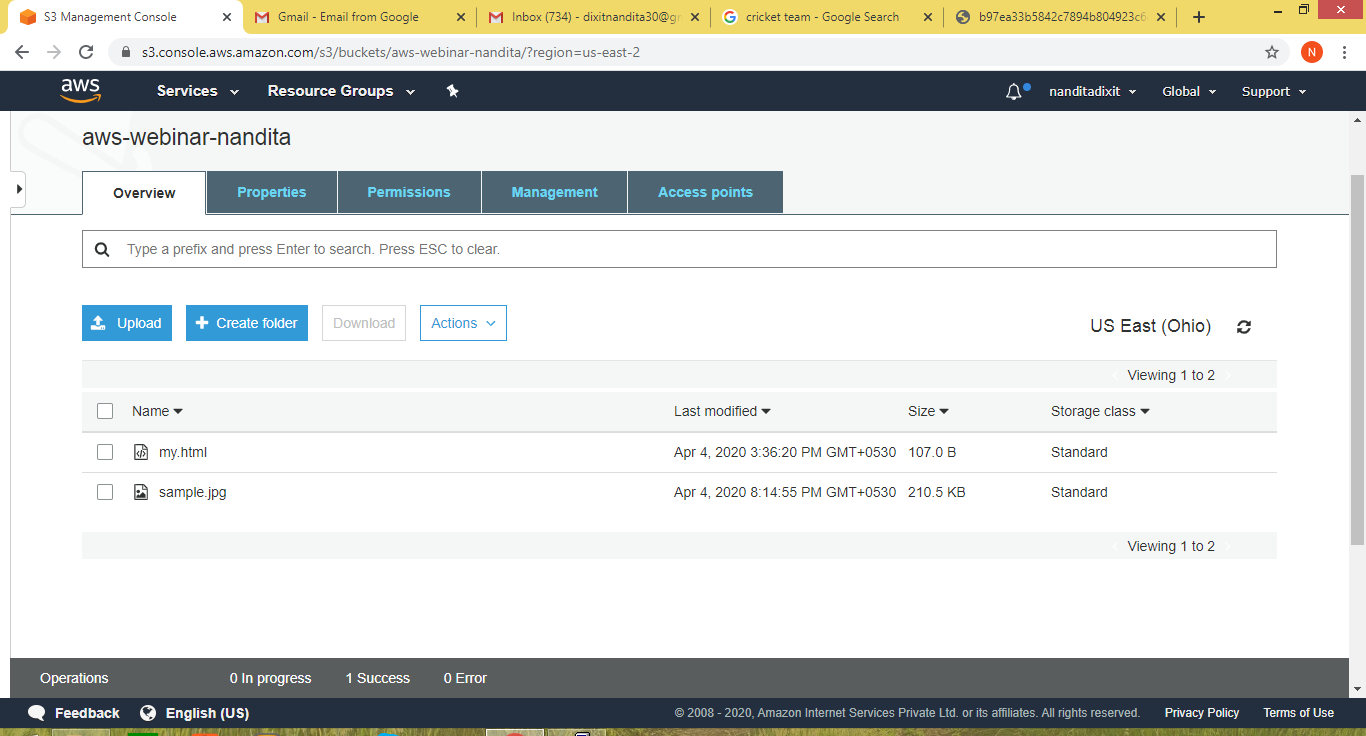 S3 Management Console
Gmail - Email from Google
Inbox (734) - dixitnandita30@gm
cricket team - Google Search
b97ea33b5842c7894b804923c6
s3.console.aws.amazon.com/s3/buckets/aws-webinar-nandita/?region=us-east-2
N
aws Services Resource Groups nanditadixit Global Support
aws-webinar-nandita
Overview Properties Permissions Management Access points
Type a prefix and press Enter to search. Press ESC to clear.
Upload Create folder Download Actions US East (Ohio)
Viewing 1 to 2
Name Last modified Size Storage class
my.html Apr 4, 2020 3:36:20 PM GMT+0530 107.0 B Standard
sample.jpg Apr 4, 2020 8:14:55 PM GMT+0530 210.5 KB Standard
Viewing 1 to 2
Operations 0 In progress 1 Success 0 Error
Feedback English (US) © 2008 - 2020, Amazon Internet Services Private Ltd. or its affiliates. All rights reserved. Privacy Policy Terms of Use